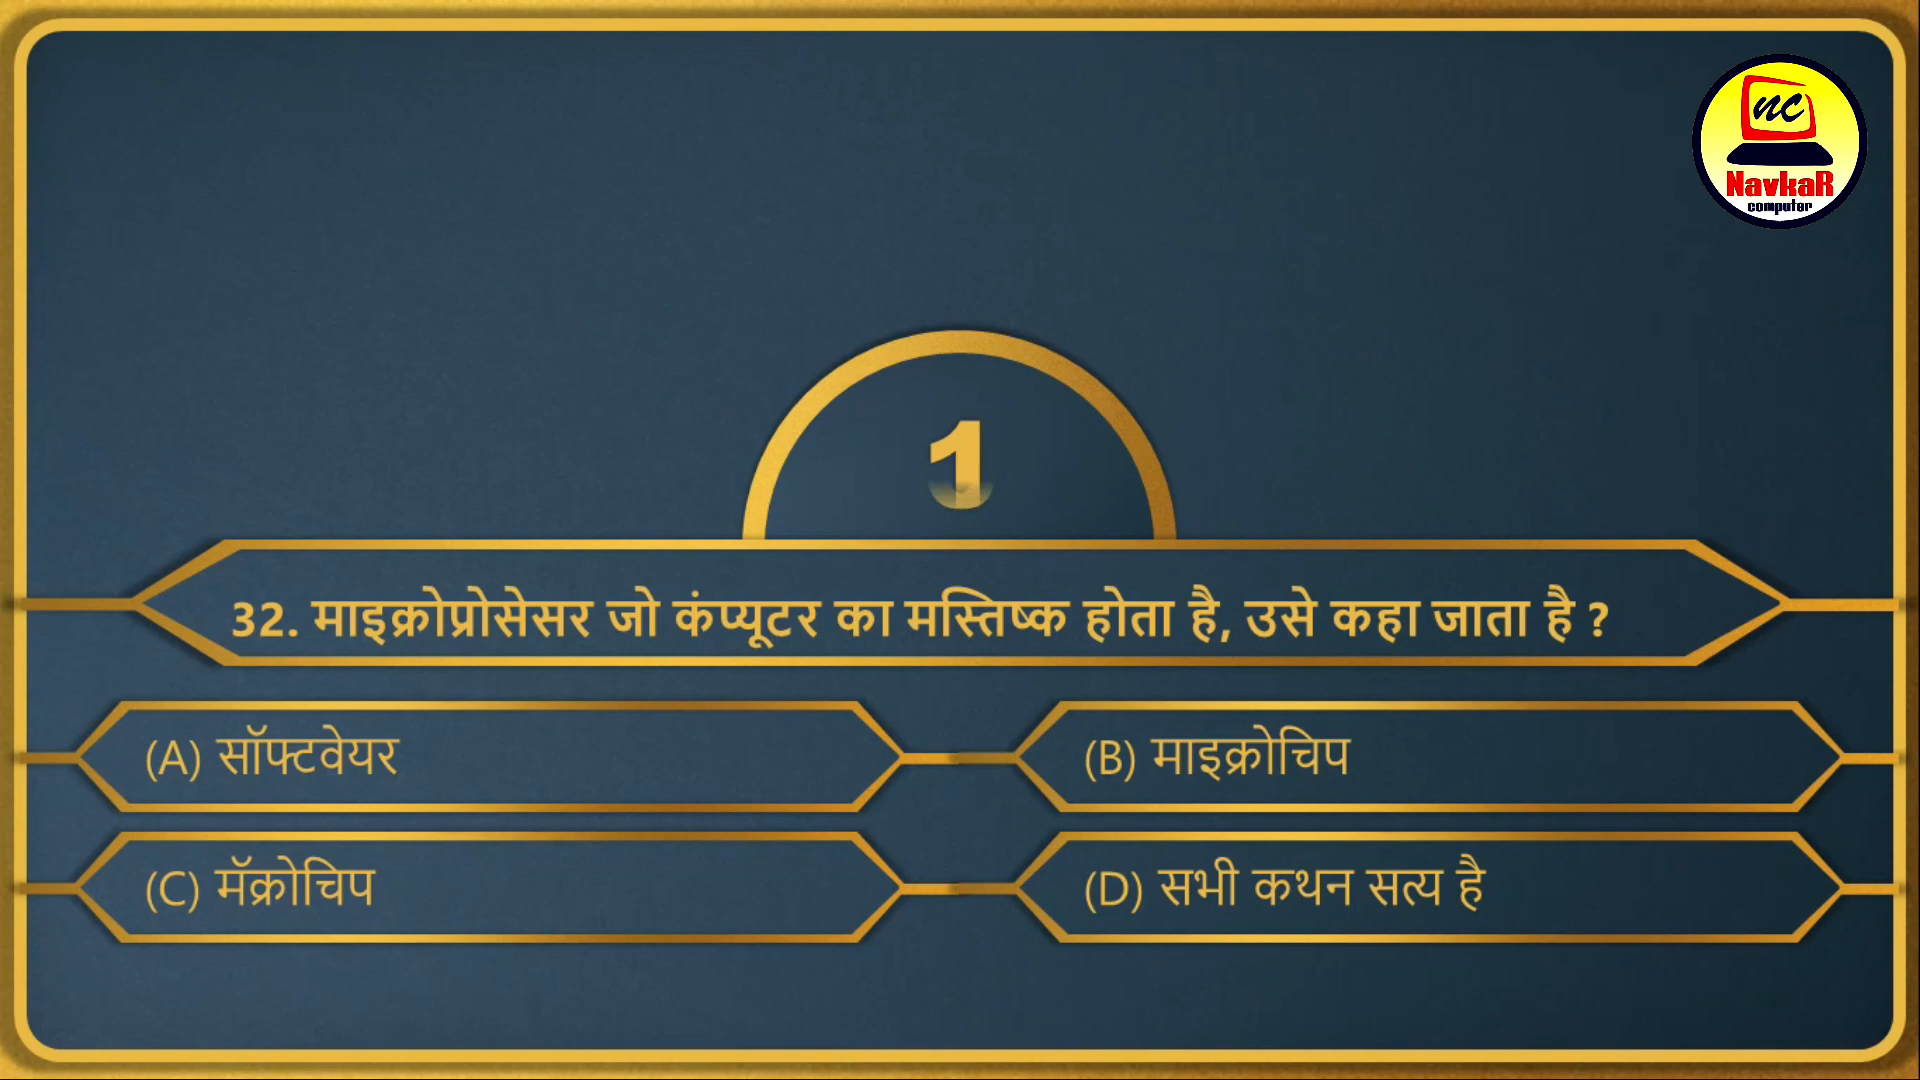 nc
NavkaR
computer
1
32. माइक्रोप्रोसेसर जो कंप्यूटर का मस्तिष्क होता है, उसे कहा जाता है ?
(A) सॉफ्टवेयर
(B) माइक्रोचिप
(C) मॅक्रोचिप
(D) सभी कथन सत्य है